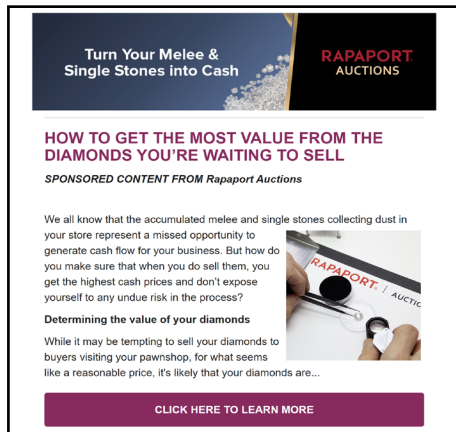 Turn Your Melee &
Single Stones into Cash
RAPAPORT
AUCTIONS
HOW TO GET THE MOST VALUE FROM THE
DIAMONDS YOU'RE WAITING TO SELL
SPONSORED CONTENT FROM Rapaport Auctions
We all know that the accumulated melee and single stones collecting dust in
your store represent a missed opportunity to
generate cash flow for your business. But how do
you make sure that when you do sell them, you
get the highest cash prices and don't expose
yourself to any undue risk in the process?
RAPAPORT | AUCTIO
Determining the value of your diamonds
While it may be tempting to sell your diamonds to
buyers visiting your pawnshop, for what seems
like a reasonable price, it's likely that your diamonds are...
CLICK HERE TO LEARN MORE